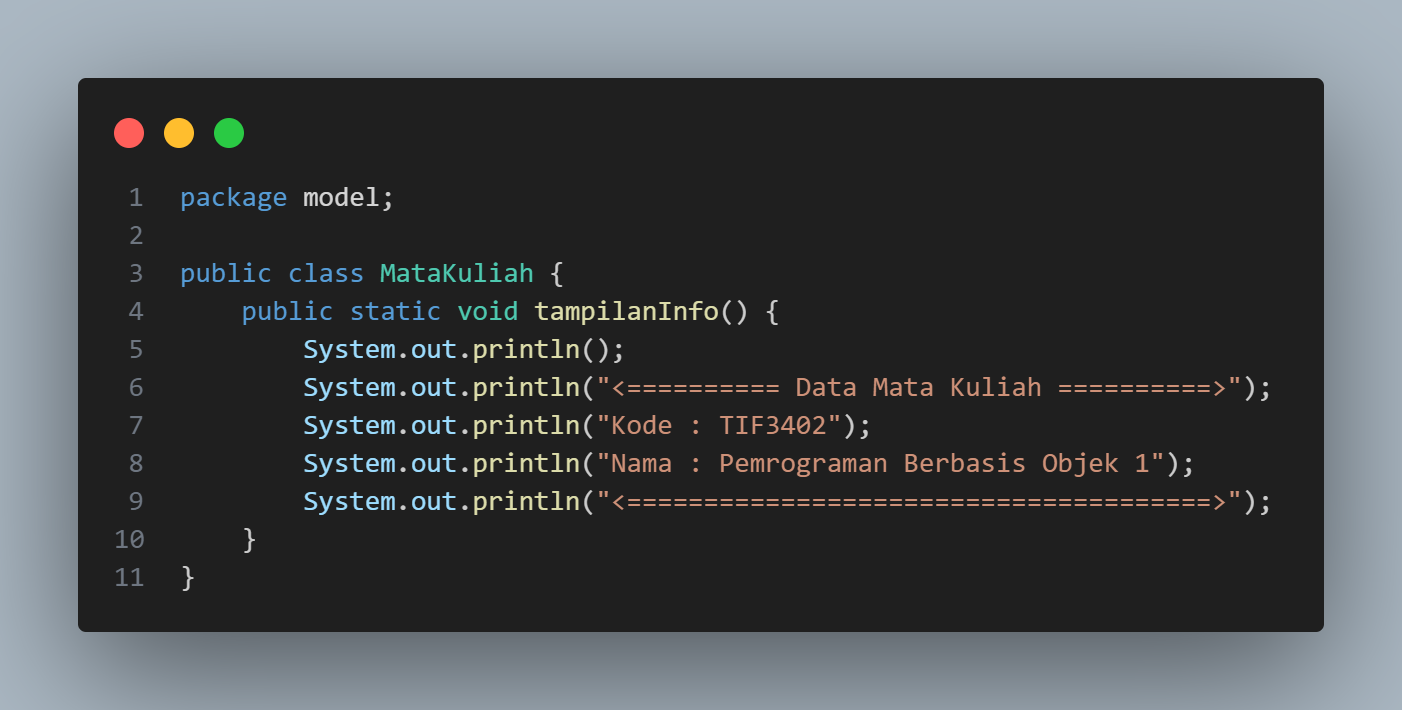 1 package model;
2
3 public class MataKuliah {
4     public static void tampilanInfo() {
5         System.out.println();
6         System.out.println("<========== Data Mata Kuliah ==========>");
7         System.out.println("Kode : TIF3402");
8         System.out.println("Nama : Pemrograman Berbasis Objek 1");
9         System.out.println("<======================================>");
10     }
11 }